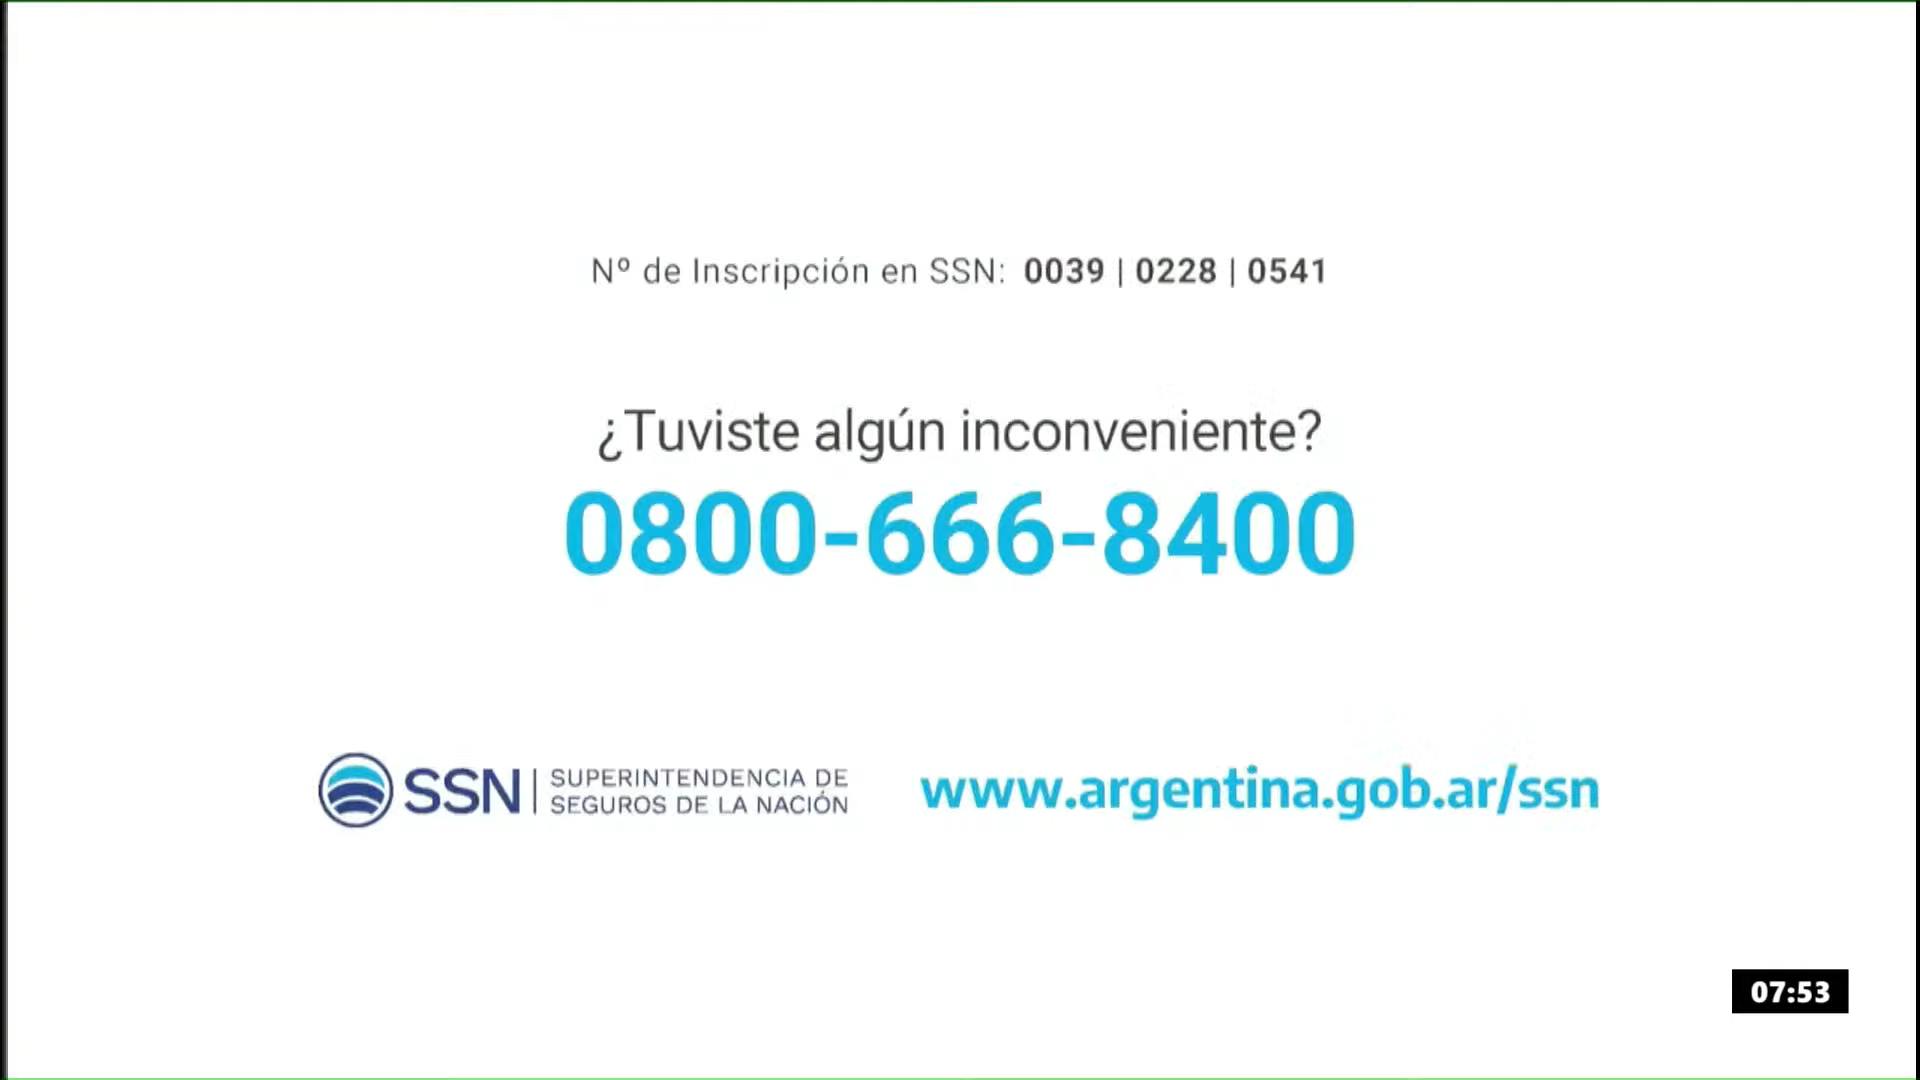 Nº de Inscripción en SSN: 0039 | 0228 | 0541
¿Tuviste algún inconveniente?
0800-666-8400
SSN | SUPERINTENDENCIA DE
SEGUROS DE LA NACIÓN
www.argentina.gob.ar/ssn
07:53